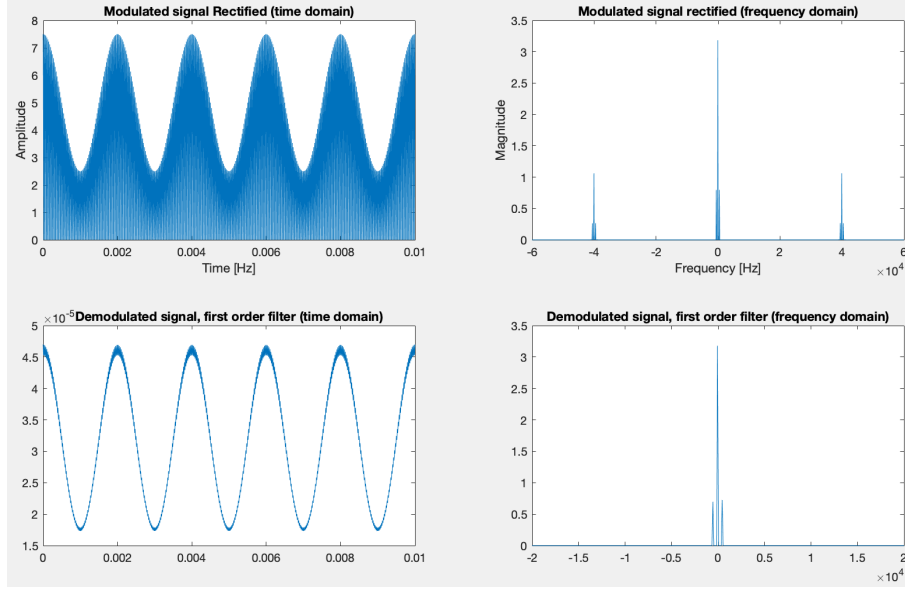 Modulated signal Rectified (time domain)
8
7
6
5
4
3
2
1
0
Amplitude
0 0.002 0.004 0.006 0.008 0.01
Time [Hz]
Modulated signal rectified (frequency domain)
3.5
3
2.5
2
1.5
1
0.5
0
Magnitude
-6 -4 -2 0 2 4 6
Frequency [Hz]
×10⁴
×10⁻⁵ Demodulated signal, first order filter (time domain)
5
4.5
4
3.5
3
2.5
2
1.5
0 0.002 0.004 0.006 0.008 0.01
Demodulated signal, first order filter (frequency domain)
3.5
3
2.5
2
1.5
1
0.5
0
-2 -1.5 -1 -0.5 0 0.5 1 1.5 2
×10⁴